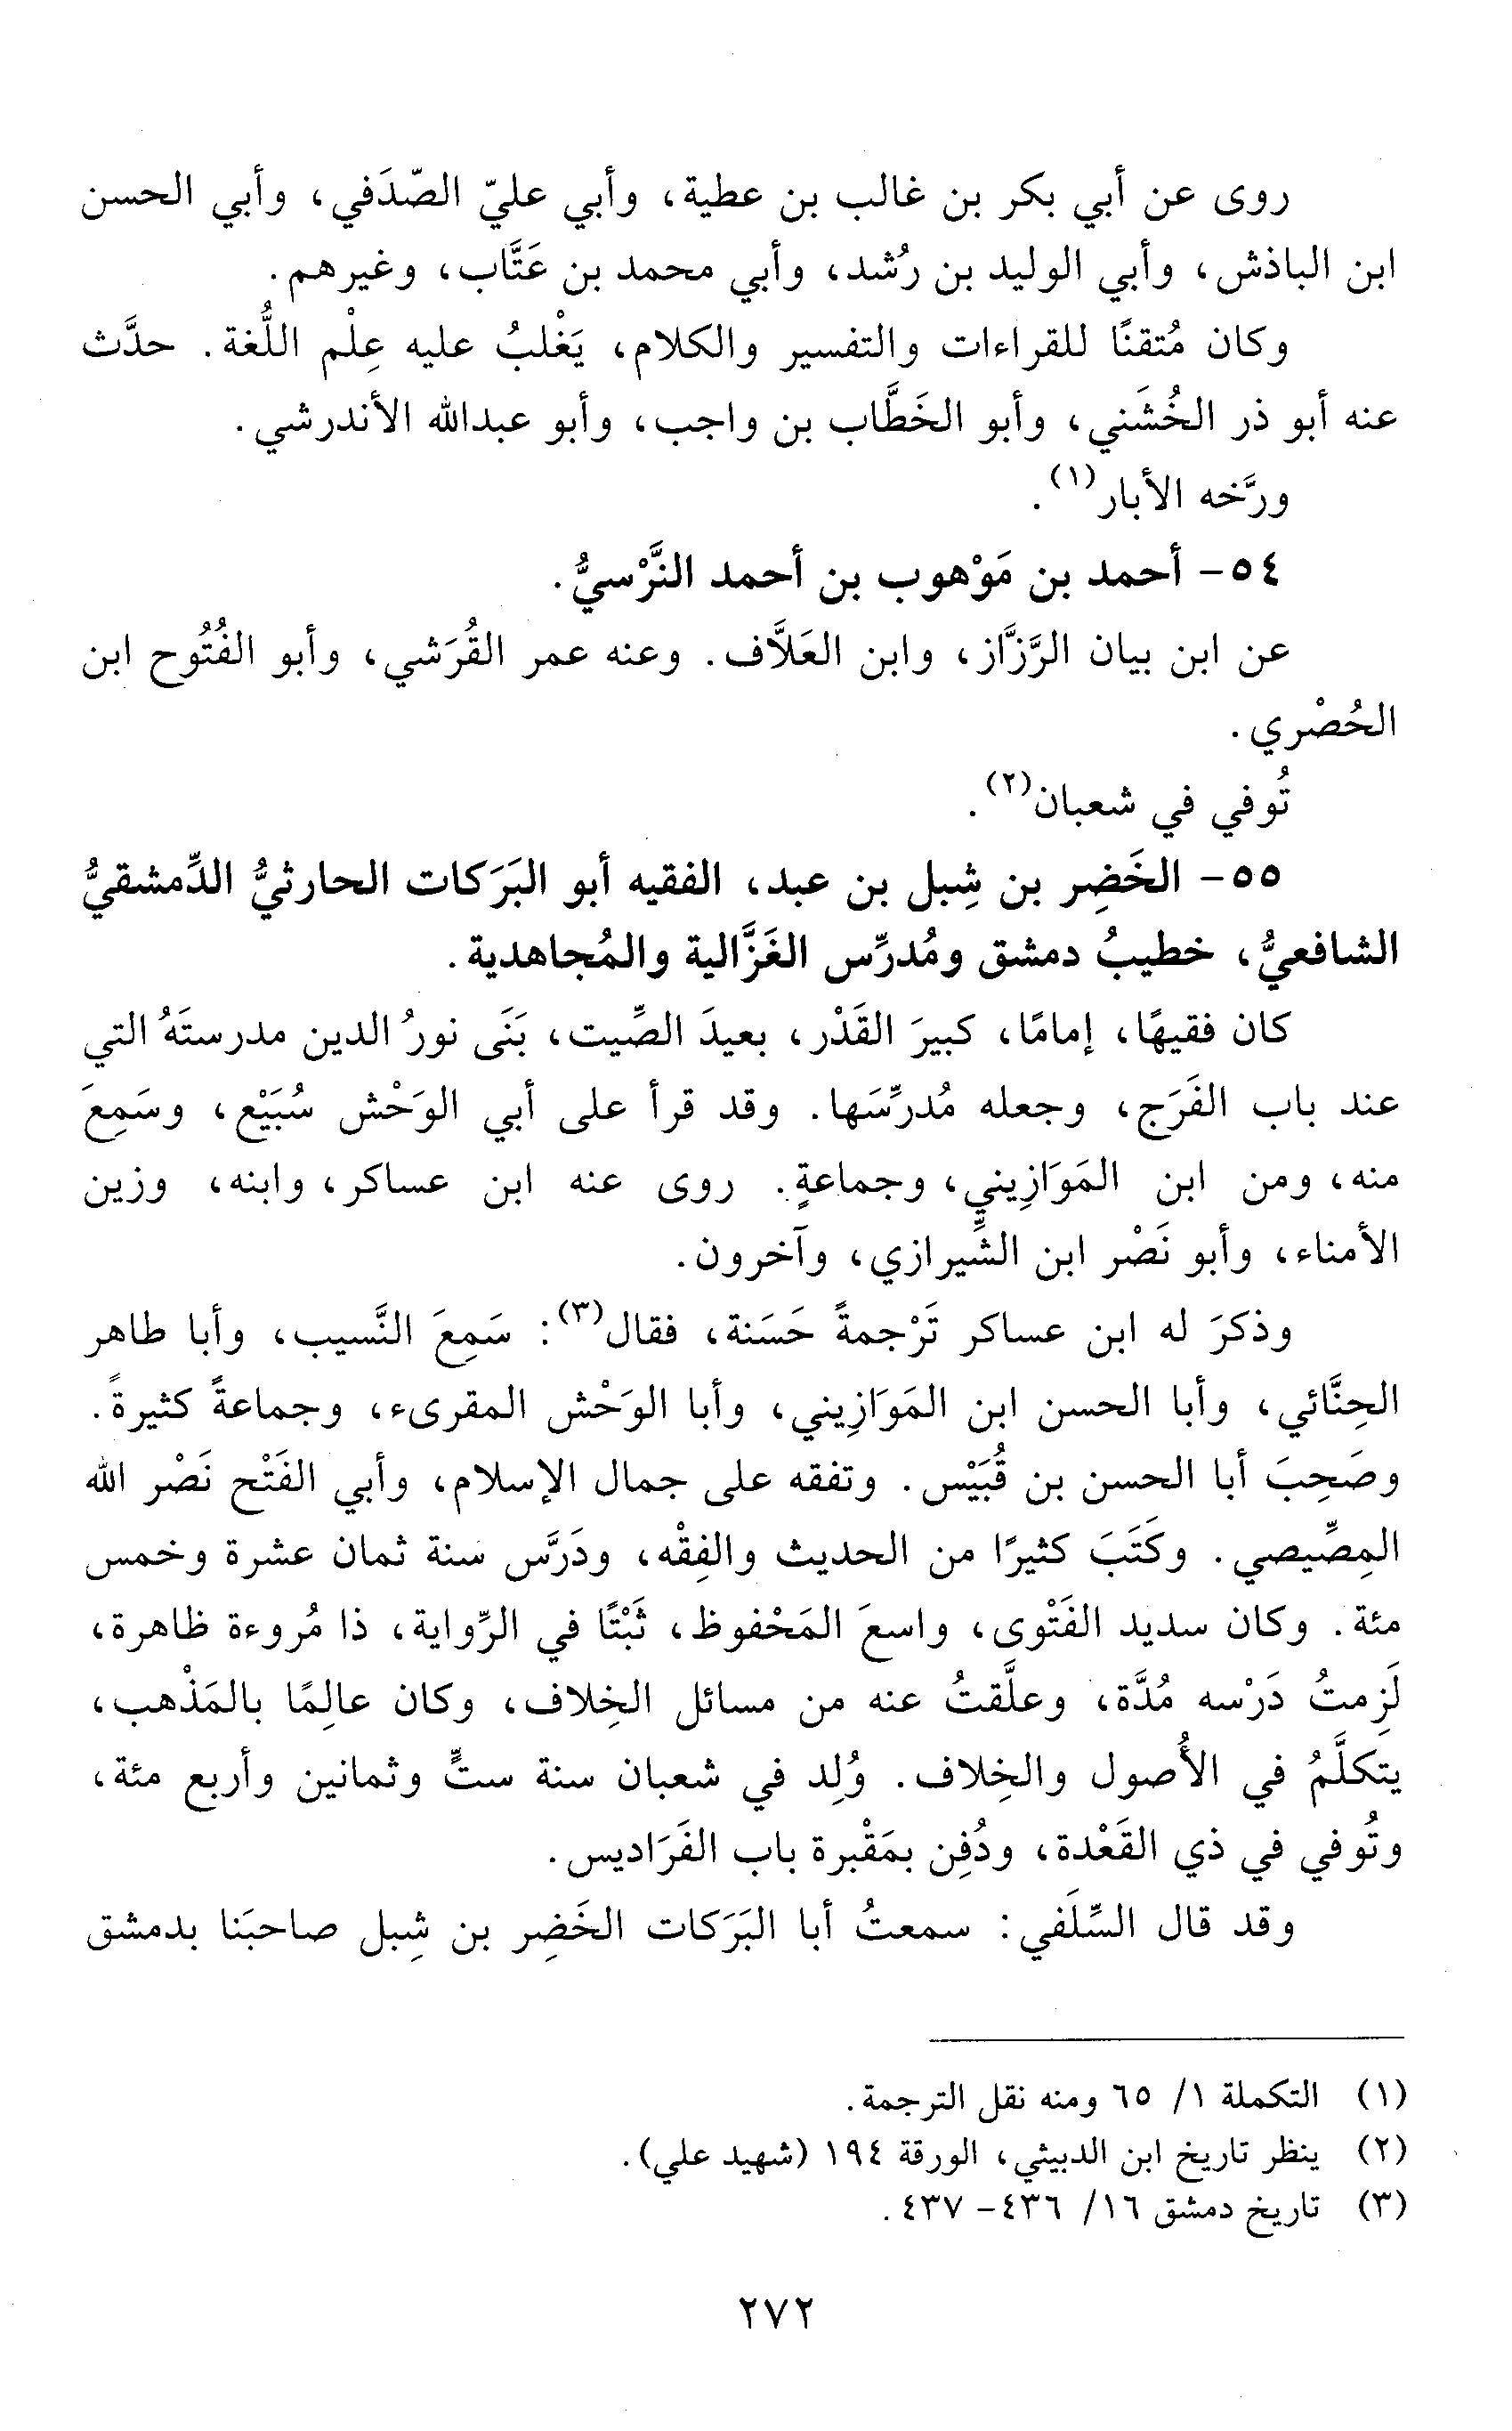 روى عن أبي بكر بن غالب بن عطية، وأبي عليّ الصّدَفي، وأبي الحسن
ابن الباذش، وأبي الوليد بن رُشد، وأبي محمد بن عَتَّاب، وغيرهم.
وكان مُتقنًا للقراءات والتفسير والكلام، يَغْلبُ عليه عِلْم اللُّغة. حدَّث
عنه أبو ذر الخُشَني، وأبو الخَطَّاب بن واجب، وأبو عبدالله الأندرشي.
ورَّخه الأبار(١).
٥٤- أحمد بن مَوْهوب بن أحمد النَّرْسيُّ.
عن ابن بيان الرَّزَّاز، وابن العَلاَّف. وعنه عمر القُرَشي، وأبو الفُتُوح ابن
الحُصْري.
تُوفي في شعبان(٢).
٥٥- الخَضِر بن شِبل بن عبد، الفقيه أبو البَرَكات الحارثيُّ الدِّمشقيُّ
الشافعيُّ، خطيبُ دمشق ومُدرِّس الغَزَّالية والمُجاهدية.
كان فقيهًا، إمامًا، كبيرَ القَدْر، بعيدَ الصِّيت، بَنَى نورُ الدين مدرستَهُ التي
عند باب الفَرَج، وجعله مُدرِّسَها. وقد قرأ على أبي الوَحْش سُبَيْع، وسَمِعَ
منه، ومن ابن المَوَازِيني، وجماعةٍ. روى عنه ابن عساكر، وابنه، وزين
الأمناء، وأبو نَصْر ابن الشِّيرازي، وآخرون.
وذكرَ له ابن عساكر تَرْجمةً حَسَنة، فقال(٣): سَمِعَ النَّسيب، وأبا طاهر
الحِنَّائي، وأبا الحسن ابن المَوَازِيني، وأبا الوَحْش المقرىء، وجماعةً كثيرةً.
وصَحِبَ أبا الحسن بن قُبَيْس. وتفقه على جمال الإسلام، وأبي الفَتْح نَصْر الله
المِصِّيصي. وكَتَبَ كثيرًا من الحديث والفِقْه، ودَرَّس سنة ثمان عشرة وخمس
مئة. وكان سديد الفَتْوى، واسعَ المَحْفوظ، ثَبْتًا في الرِّواية، ذا مُروءة ظاهرة،
لَزِمتُ دَرْسه مُدَّة، وعلَّقتُ عنه من مسائل الخِلاف، وكان عالِمًا بالمَذْهب،
يتكلَّمُ في الأُصول والخِلاف. وُلِد في شعبان سنة ستٍّ وثمانين وأربع مئة،
وتُوفي في ذي القَعْدة، ودُفِن بمَقْبرة باب الفَرَاديس.
وقد قال السِّلَفي: سمعتُ أبا البَرَكات الخَضِر بن شِبل صاحبَنا بدمشق
(١) التكملة ١/ ٦٥ ومنه نقل الترجمة.
(٢) ينظر تاريخ ابن الدبيثي، الورقة ١٩٤ (شهيد علي).
(٣) تاريخ دمشق ١٦/ ٤٣٦- ٤٣٧.
٢٧٢